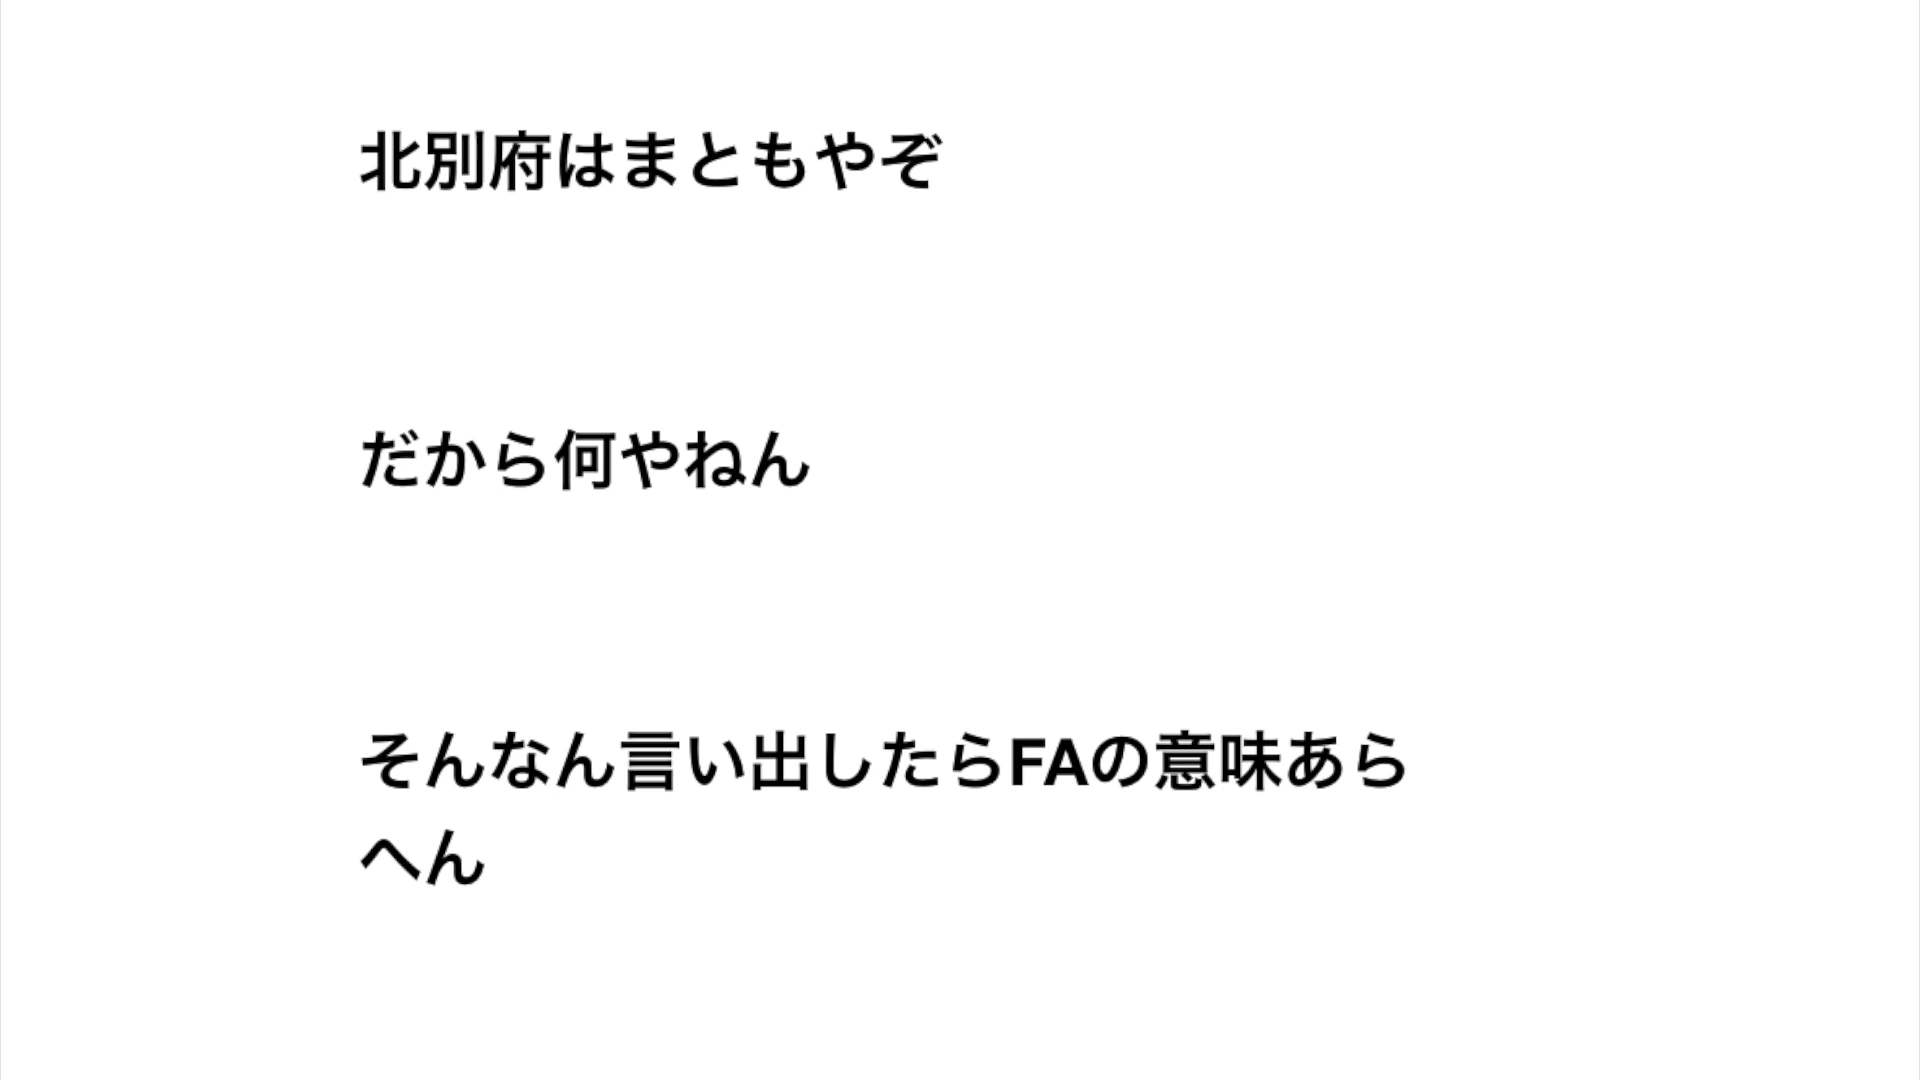 北別府はまともやぞ
だから何やねん
そんなん言い出したらFAの意味あら
へん